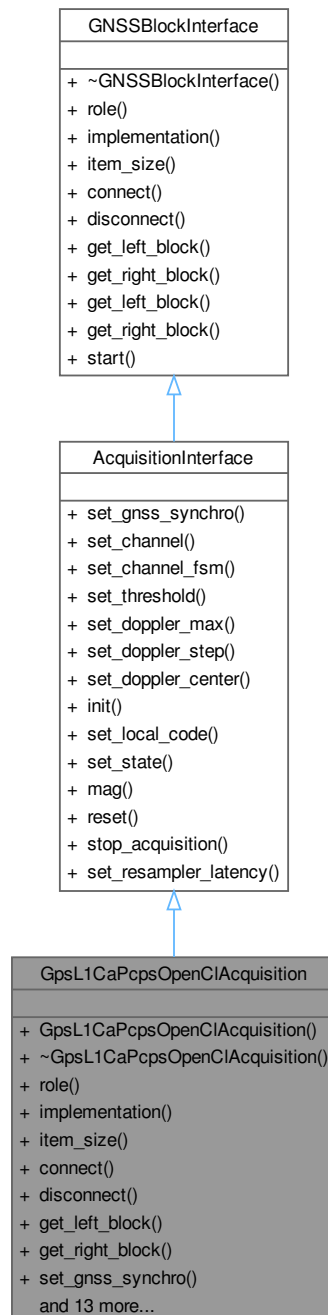 GNSSBlockInterface
+ ~GNSSBlockInterface()
+ role()
+ implementation()
+ item_size()
+ connect()
+ disconnect()
+ get_left_block()
+ get_right_block()
+ get_left_block()
+ get_right_block()
+ start()
AcquisitionInterface
+ set_gnss_synchro()
+ set_channel()
+ set_channel_fsm()
+ set_threshold()
+ set_doppler_max()
+ set_doppler_step()
+ set_doppler_center()
+ init()
+ set_local_code()
+ set_state()
+ mag()
+ reset()
+ stop_acquisition()
+ set_resampler_latency()
GpsL1CaPcpsOpenClAcquisition
+ GpsL1CaPcpsOpenClAcquisition()
+ ~GpsL1CaPcpsOpenClAcquisition()
+ role()
+ implementation()
+ item_size()
+ connect()
+ disconnect()
+ get_left_block()
+ get_right_block()
+ set_gnss_synchro()
and 13 more...